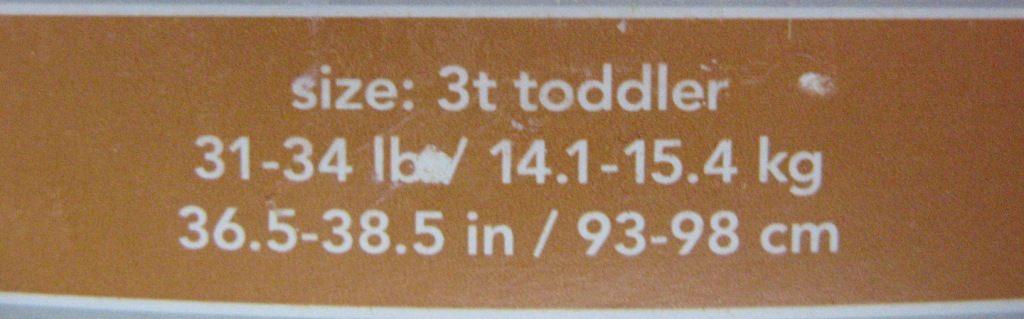 size: 3t toddler
31-34 lb / 14.1-15.4 kg
36.5-38.5 in / 93-98 cm